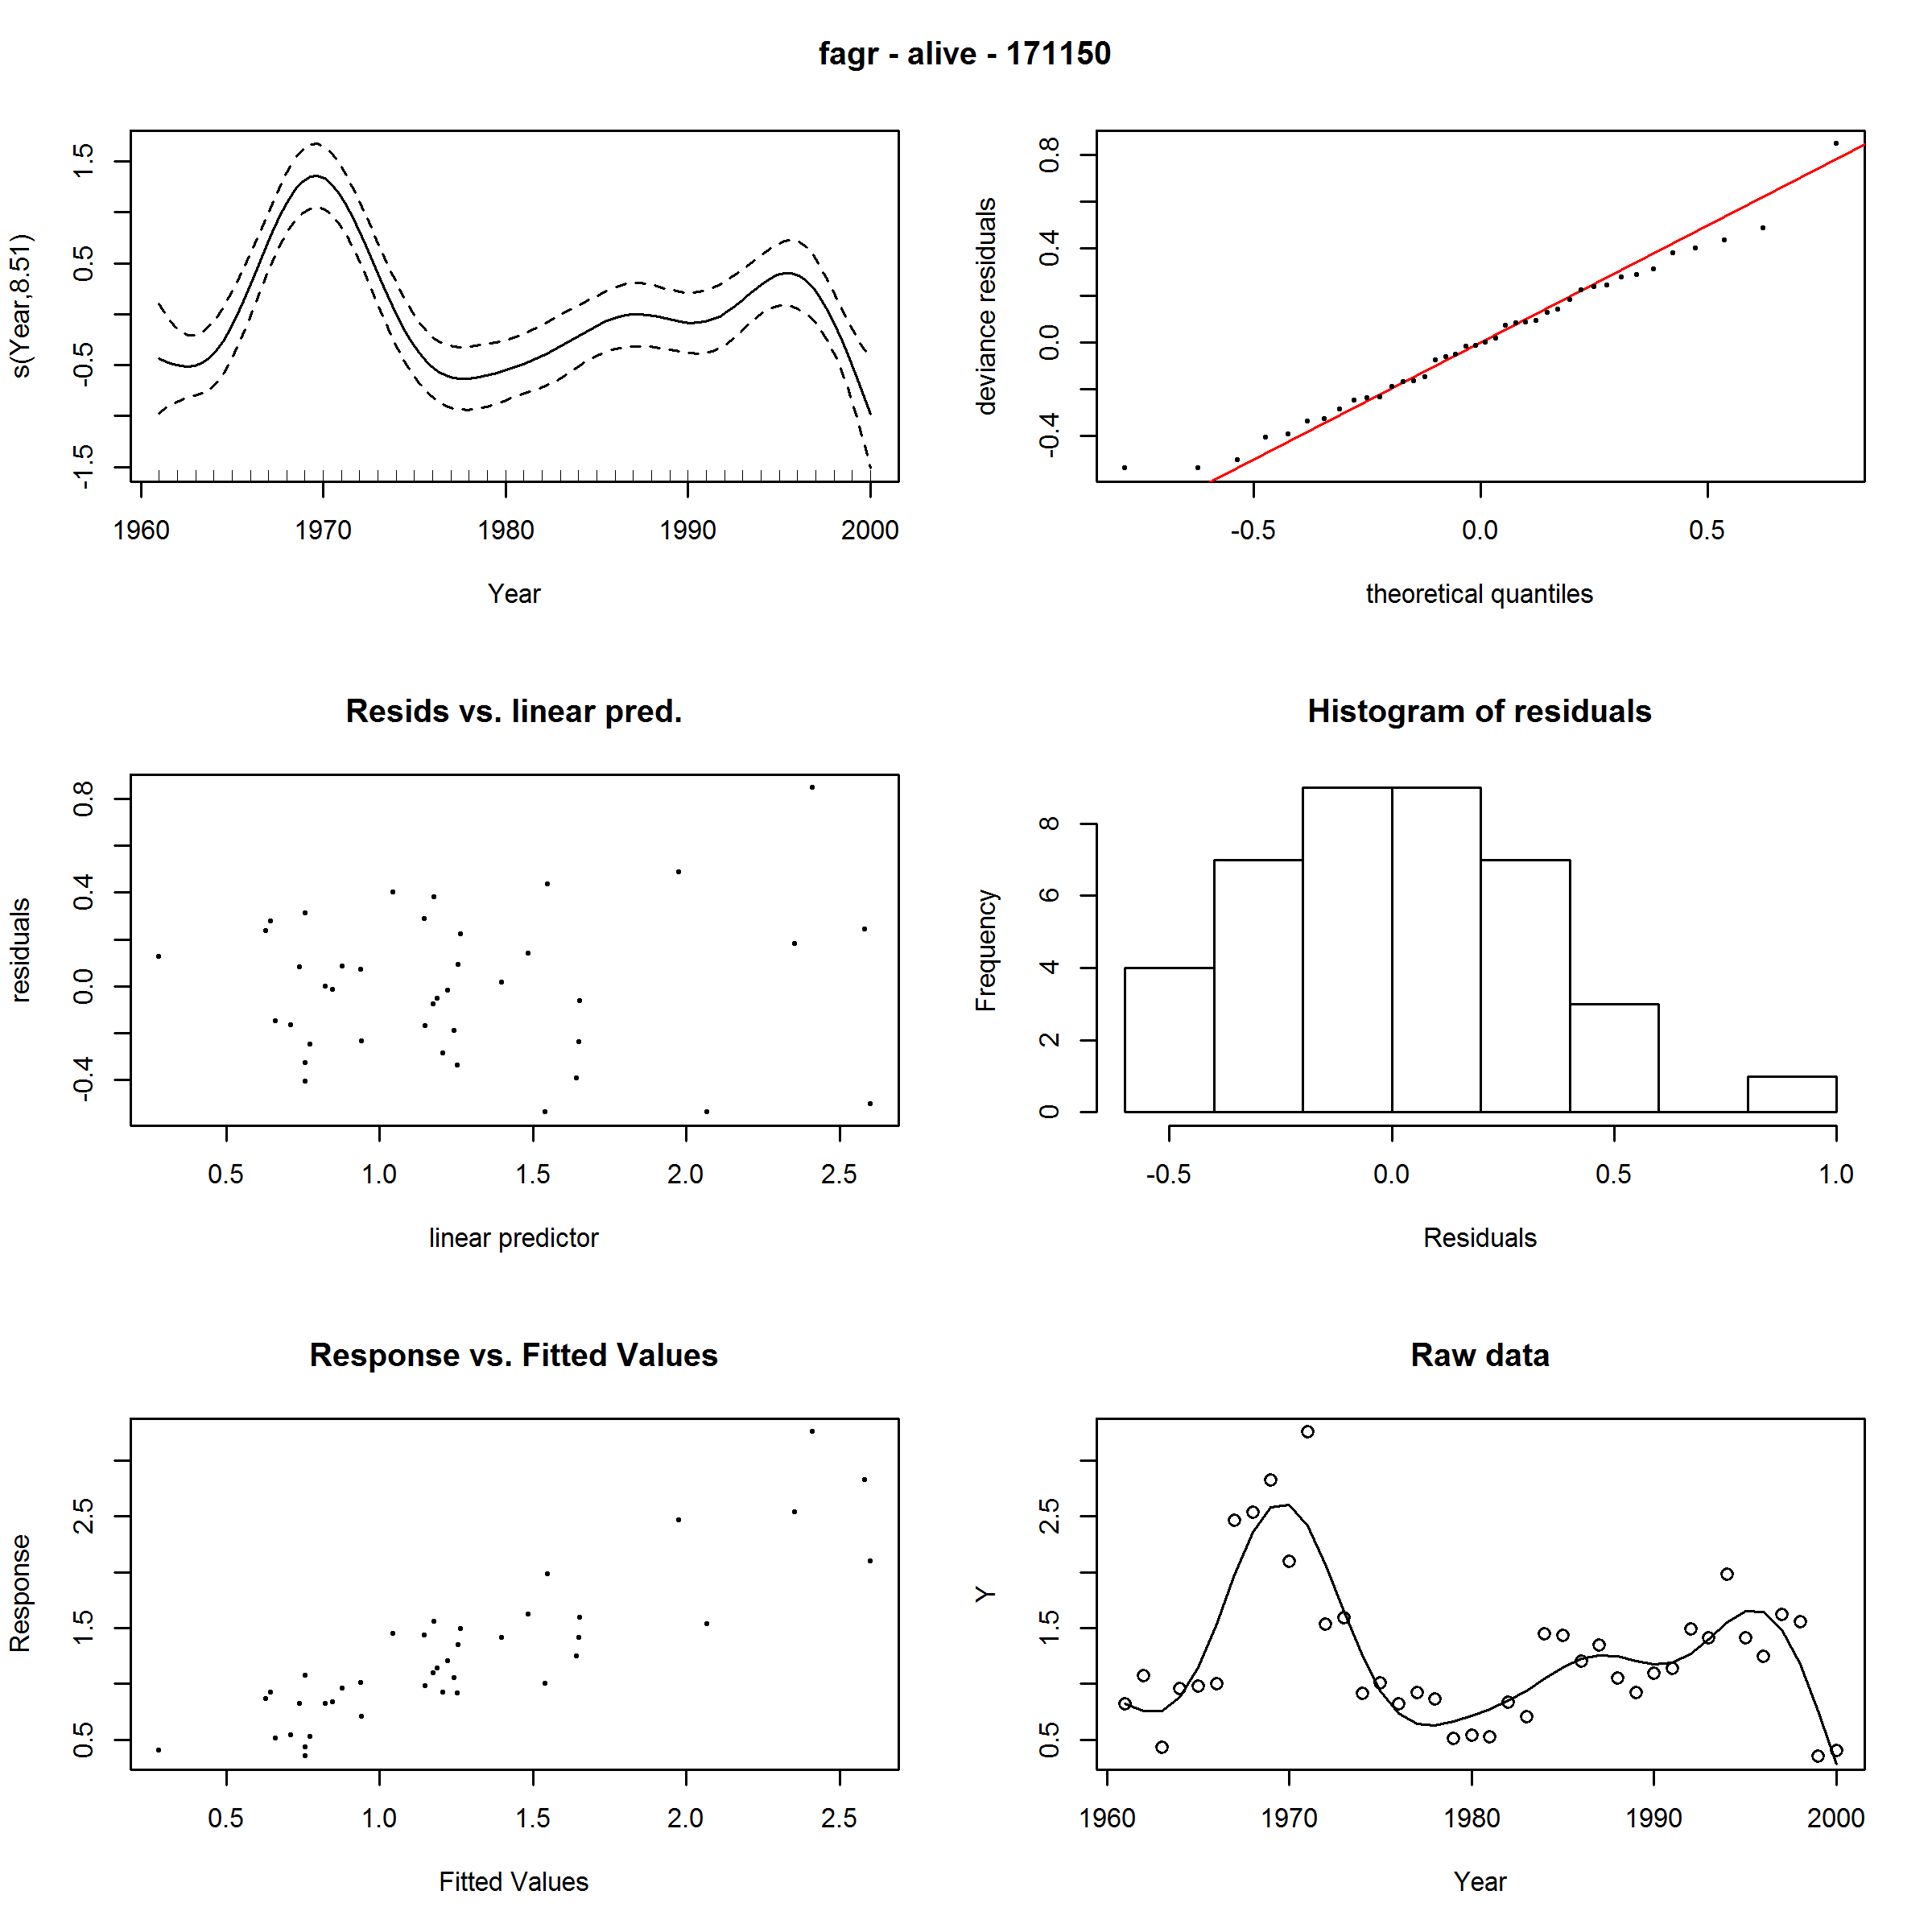 fagr - alive - 171150
s(Year,8.51)
1.5
0.5
-0.5
-1.5
1960 1970 1980 1990 2000
Year
deviance residuals
0.8
0.4
0.0
-0.4
-0.5 0.0 0.5
theoretical quantiles
Resids vs. linear pred.
residuals
0.8
0.4
0.0
-0.4
0.5 1.0 1.5 2.0 2.5
linear predictor
Histogram of residuals
Frequency
8
6
4
2
0
-0.5 0.0 0.5 1.0
Residuals
Response vs. Fitted Values
Response
2.5
1.5
0.5
0.5 1.0 1.5 2.0 2.5
Fitted Values
Raw data
Y
2.5
1.5
0.5
1960 1970 1980 1990 2000
Year